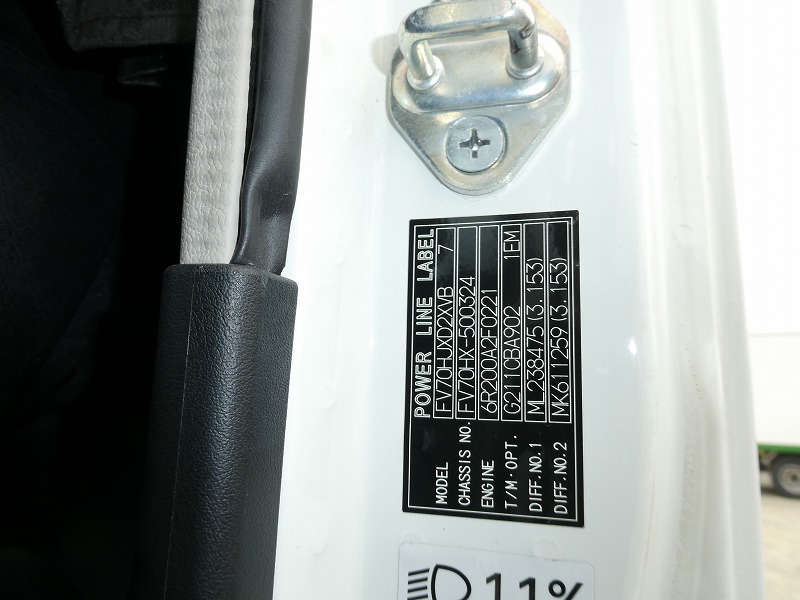 POWER LINE LABEL
MODEL FV70HJXD2XVB 7
CHASSIS NO. FV70HX-500324
ENGINE 6R200A2F0221
T/M·OPT. G211CBA902 1EM
DIFF.NO.1 ML238475(3.153)
DIFF.NO.2 MK611259(3.153)
11%